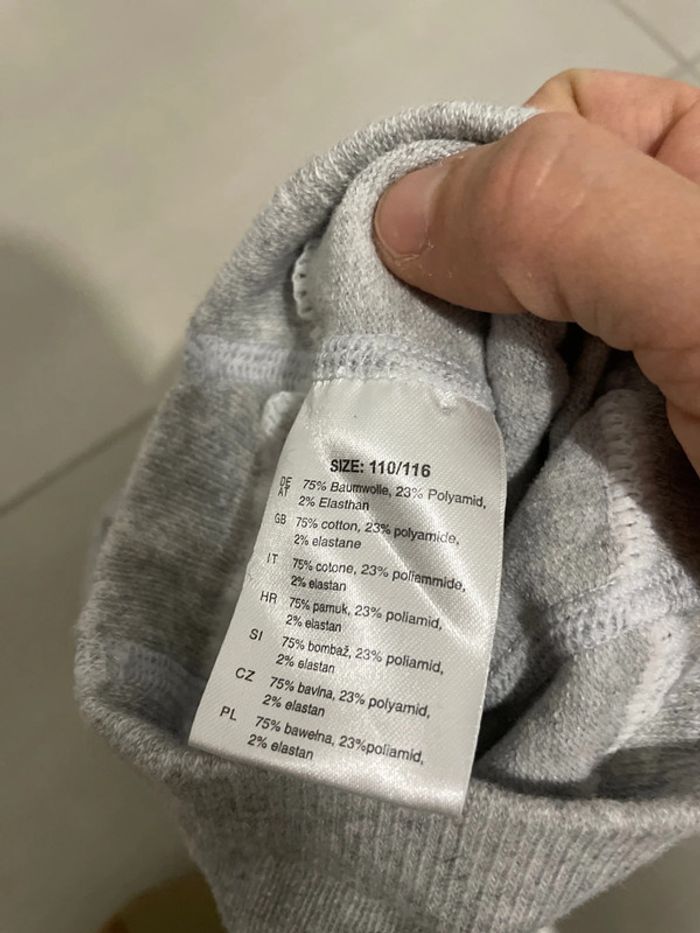 SIZE: 110/116
DE AT 75% Baumwolle, 23% Polyamid,
2% Elasthan
GB 75% cotton, 23% polyamide,
2% elastane
IT 75% cotone, 23% poliammide,
2% elastan
HR 75% pamuk, 23% poliamid,
2% elastan
SI 75% bombaž, 23% poliamid,
2% elastan
CZ 75% bavlna, 23% polyamid,
2% elastan
PL 75% bawełna, 23%poliamid,
2% elastan